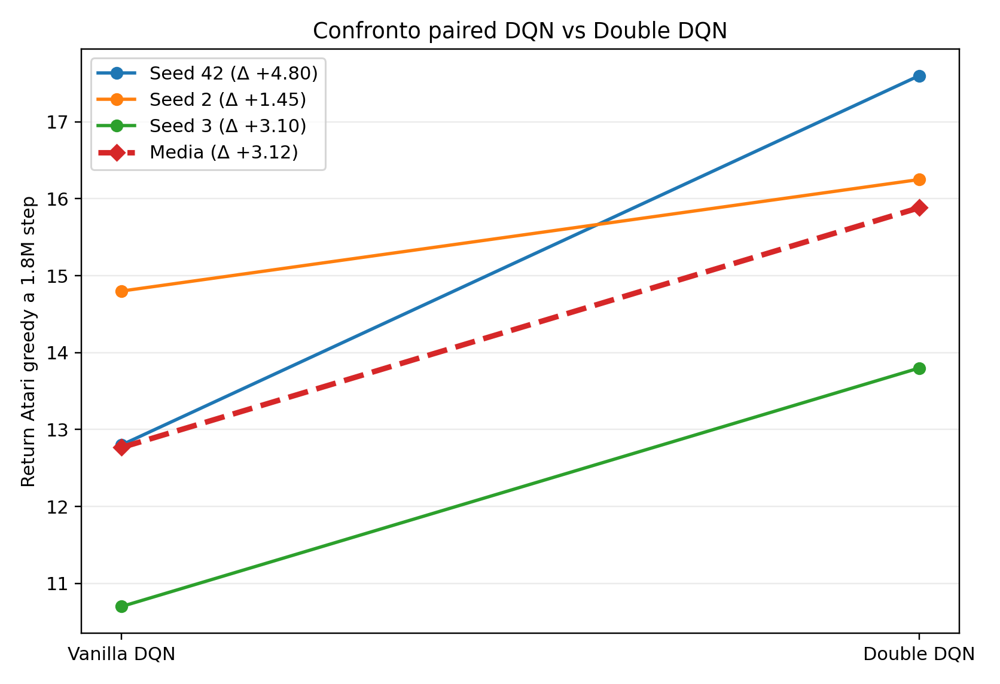 Confronto paired DQN vs Double DQN
Seed 42 (Δ +4.80)
Seed 2 (Δ +1.45)
Seed 3 (Δ +3.10)
Media (Δ +3.12)
Return Atari greedy a 1.8M step
17
16
15
14
13
12
11
Vanilla DQN
Double DQN